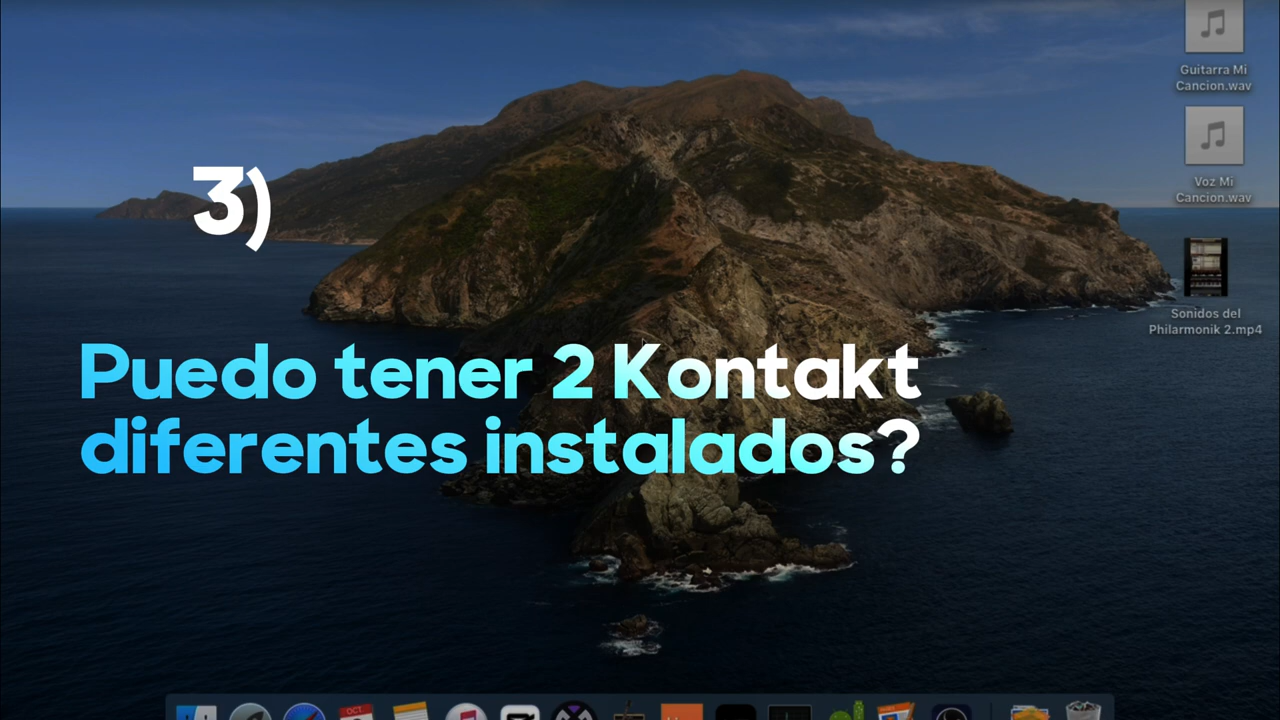 Guitarra Mi
Cancion.wav
Voz Mi
Cancion.wav
3)
Sonidos del
Philarmonik 2.mp4
Puedo tener 2 Kontakt
diferentes instalados?
OCT